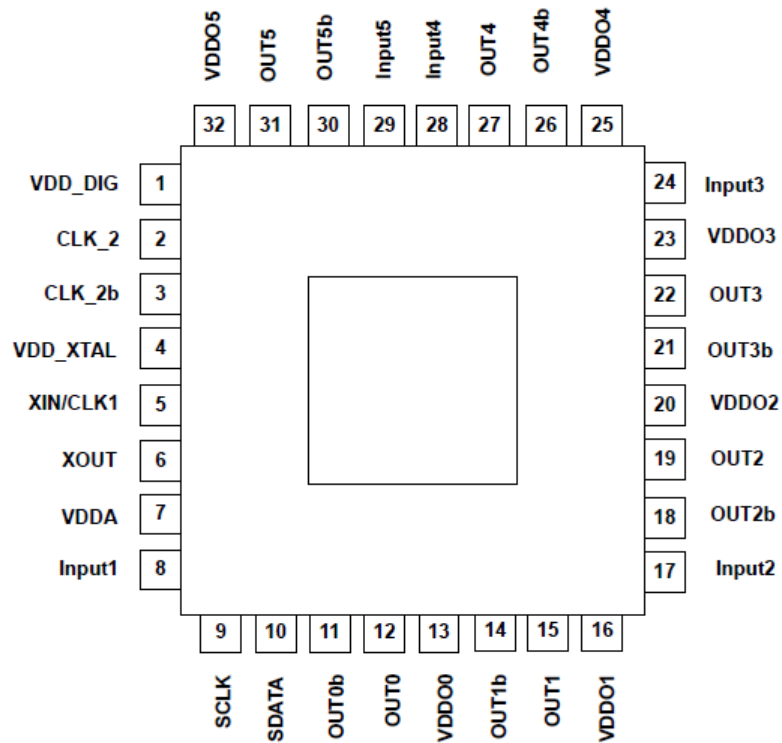 VDDO5 OUT5 OUT5b Input5 Input4 OUT4 OUT4b VDDO4
32 31 30 29 28 27 26 25
VDD_DIG 1 24 Input3
CLK_2 2 23 VDDO3
CLK_2b 3 22 OUT3
VDD_XTAL 4 21 OUT3b
XIN/CLK1 5 20 VDDO2
XOUT 6 19 OUT2
VDDA 7 18 OUT2b
Input1 8 17 Input2
9 10 11 12 13 14 15 16
SCLK SDATA OUT0b OUT0 VDDO0 OUT1b OUT1 VDDO1